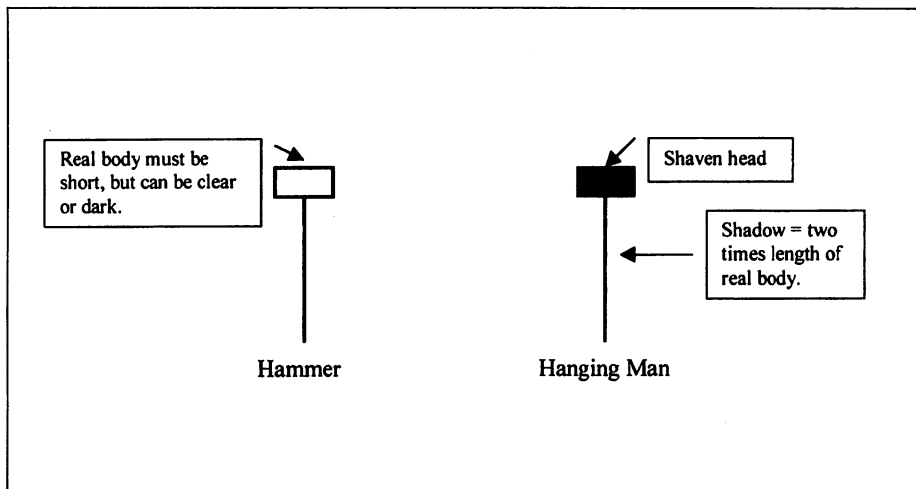 Real body must be
short, but can be clear
or dark.
Shaven head
Shadow = two
times length of
real body.
Hammer
Hanging Man